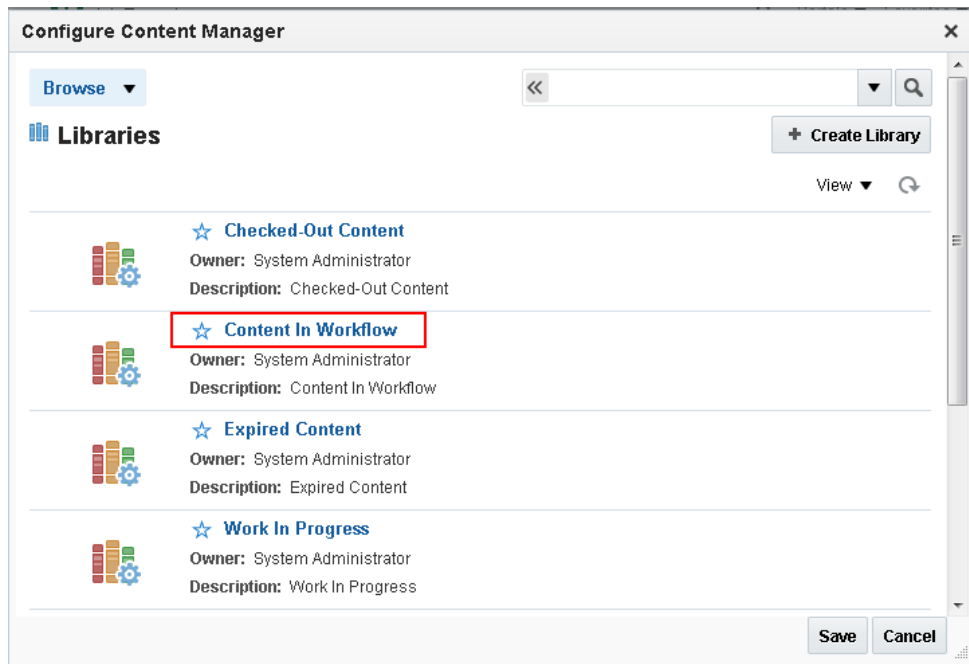 Configure Content Manager
Browse
Libraries
+ Create Library
View
Checked-Out Content
Owner: System Administrator
Description: Checked-Out Content
Content In Workflow
Owner: System Administrator
Description: Content In Workflow
Expired Content
Owner: System Administrator
Description: Expired Content
Work In Progress
Owner: System Administrator
Description: Work In Progress
Save Cancel